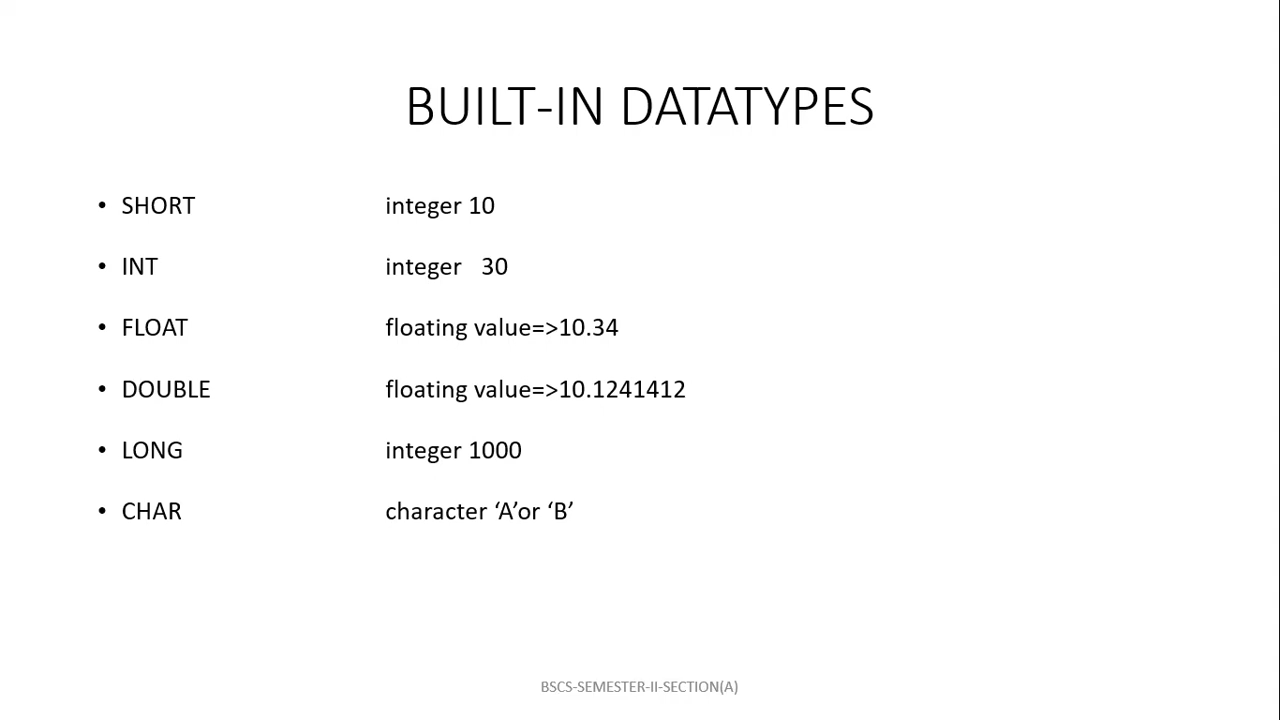 BUILT-IN DATATYPES
• SHORT integer 10
• INT integer 30
• FLOAT floating value=>10.34
• DOUBLE floating value=>10.1241412
• LONG integer 1000
• CHAR character ‘A’or ‘B’
BSCS-SEMESTER-II-SECTION(A)